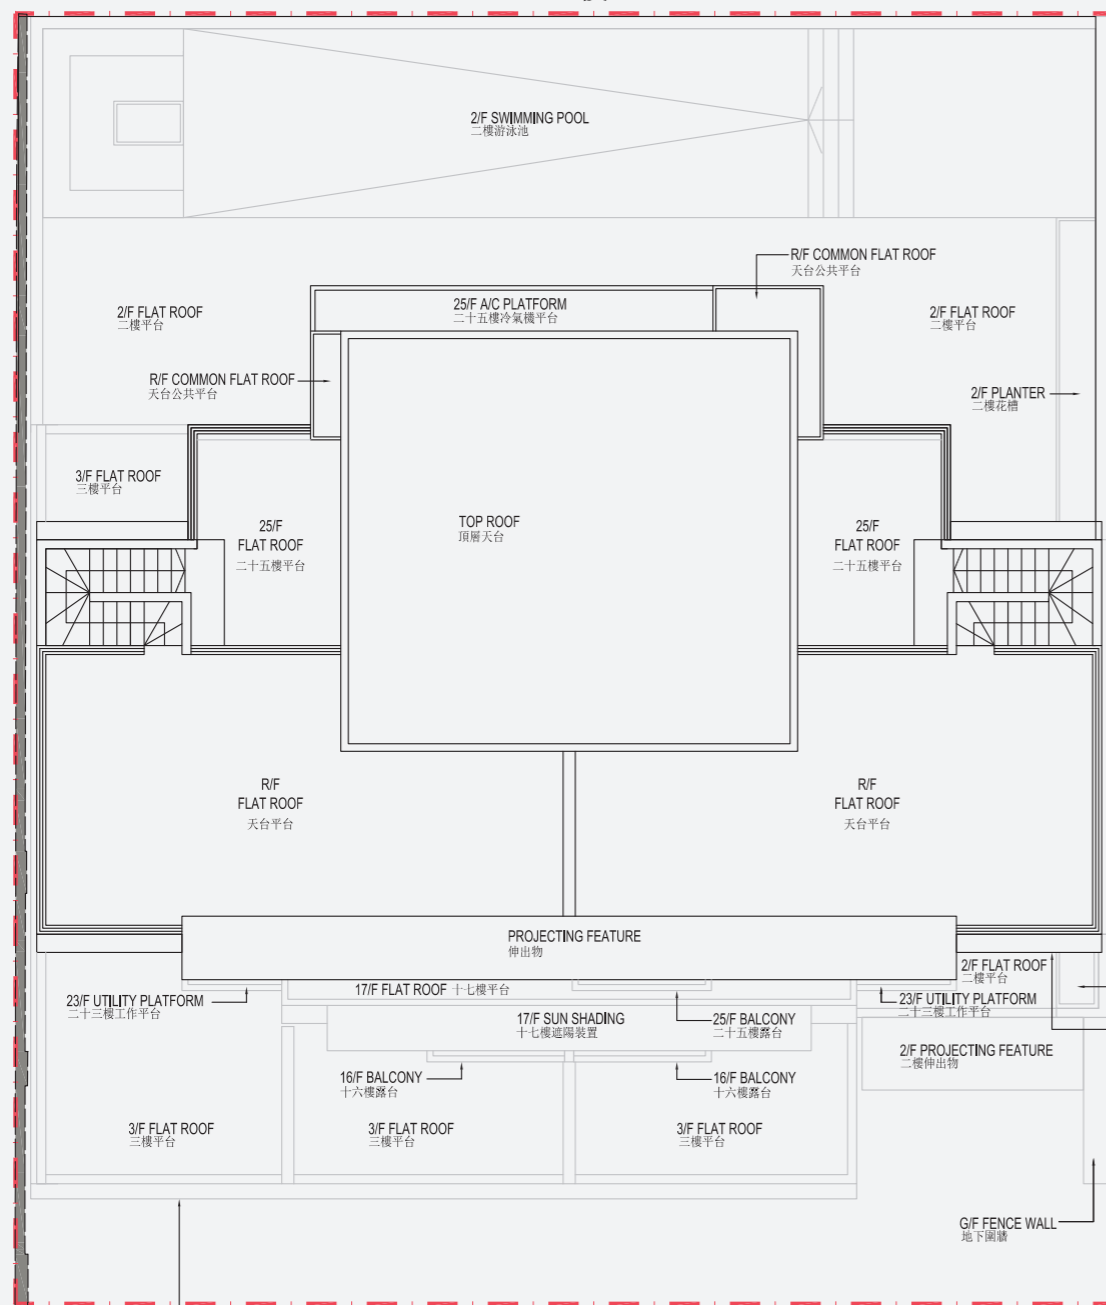 2/F SWIMMING POOL
二樓游泳池
R/F COMMON FLAT ROOF
天台公共平台
2/F FLAT ROOF
二樓平台
25/F A/C PLATFORM
二十五樓冷氣機平台
2/F FLAT ROOF
二樓平台
R/F COMMON FLAT ROOF
天台公共平台
2/F PLANTER
二樓花槽
3/F FLAT ROOF
三樓平台
25/F
FLAT ROOF
二十五樓平台
TOP ROOF
頂層天台
25/F
FLAT ROOF
二十五樓平台
R/F
FLAT ROOF
天台平台
R/F
FLAT ROOF
天台平台
PROJECTING FEATURE
伸出物
2/F FLAT ROOF
二樓平台
17/F FLAT ROOF 十七樓平台
23/F UTILITY PLATFORM
二十三樓工作平台
23/F UTILITY PLATFORM
二十三樓工作平台
17/F SUN SHADING
十七樓遮陽裝置
25/F BALCONY
二十五樓露台
2/F PROJECTING FEATURE
二樓伸出物
16/F BALCONY
十六樓露台
16/F BALCONY
十六樓露台
3/F FLAT ROOF
三樓平台
3/F FLAT ROOF
三樓平台
3/F FLAT ROOF
三樓平台
G/F FENCE WALL
地下圍牆